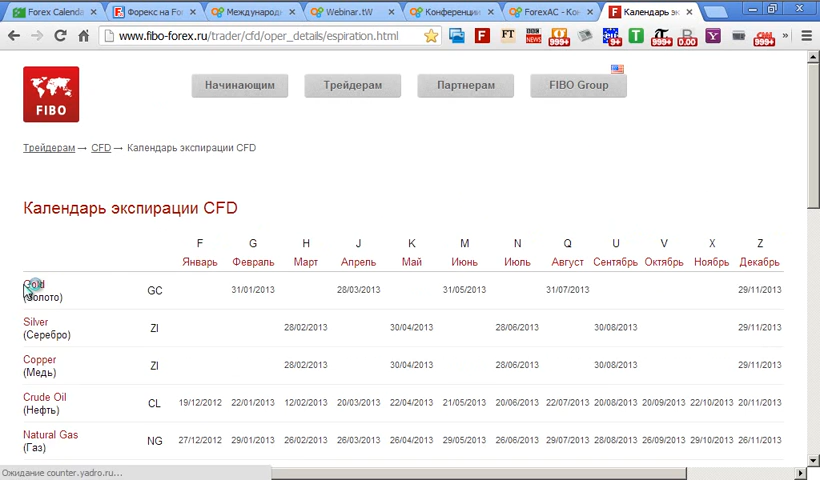 Forex Calenda
Форекс на Fo
Международ
Webinar.tW
Конференци
ForexAC - Ко
Календарь эк
www.fibo-forex.ru/trader/cfd/oper_details/espiration.html
FIBO
Начинающим
Трейдерам
Партнерам
FIBO Group
Трейдерам → CFD → Календарь экспирации CFD
Календарь экспирации CFD
F G H J K M N Q U V X Z
Январь Февраль Март Апрель Май Июнь Июль Август Сентябрь Октябрь Ноябрь Декабрь
Gold
(Золото)
GC 31/01/2013 28/03/2013 31/05/2013 31/07/2013 29/11/2013
Silver
(Серебро)
ZI 28/02/2013 30/04/2013 28/06/2013 30/08/2013 29/11/2013
Copper
(Медь)
ZI 28/02/2013 30/04/2013 28/06/2013 30/08/2013 29/11/2013
Crude Oil
(Нефть)
CL 19/12/2012 22/01/2013 12/02/2013 20/03/2013 22/04/2013 21/05/2013 20/06/2013 22/07/2013 20/08/2013 20/09/2013 22/10/2013 20/11/2013
Natural Gas
(Газ)
NG 27/12/2012 29/01/2013 26/02/2013 26/03/2013 26/04/2013 29/05/2013 26/06/2013 29/07/2013 28/08/2013 26/09/2013 29/10/2013 26/11/2013
Ожидание counter.yadro.ru...